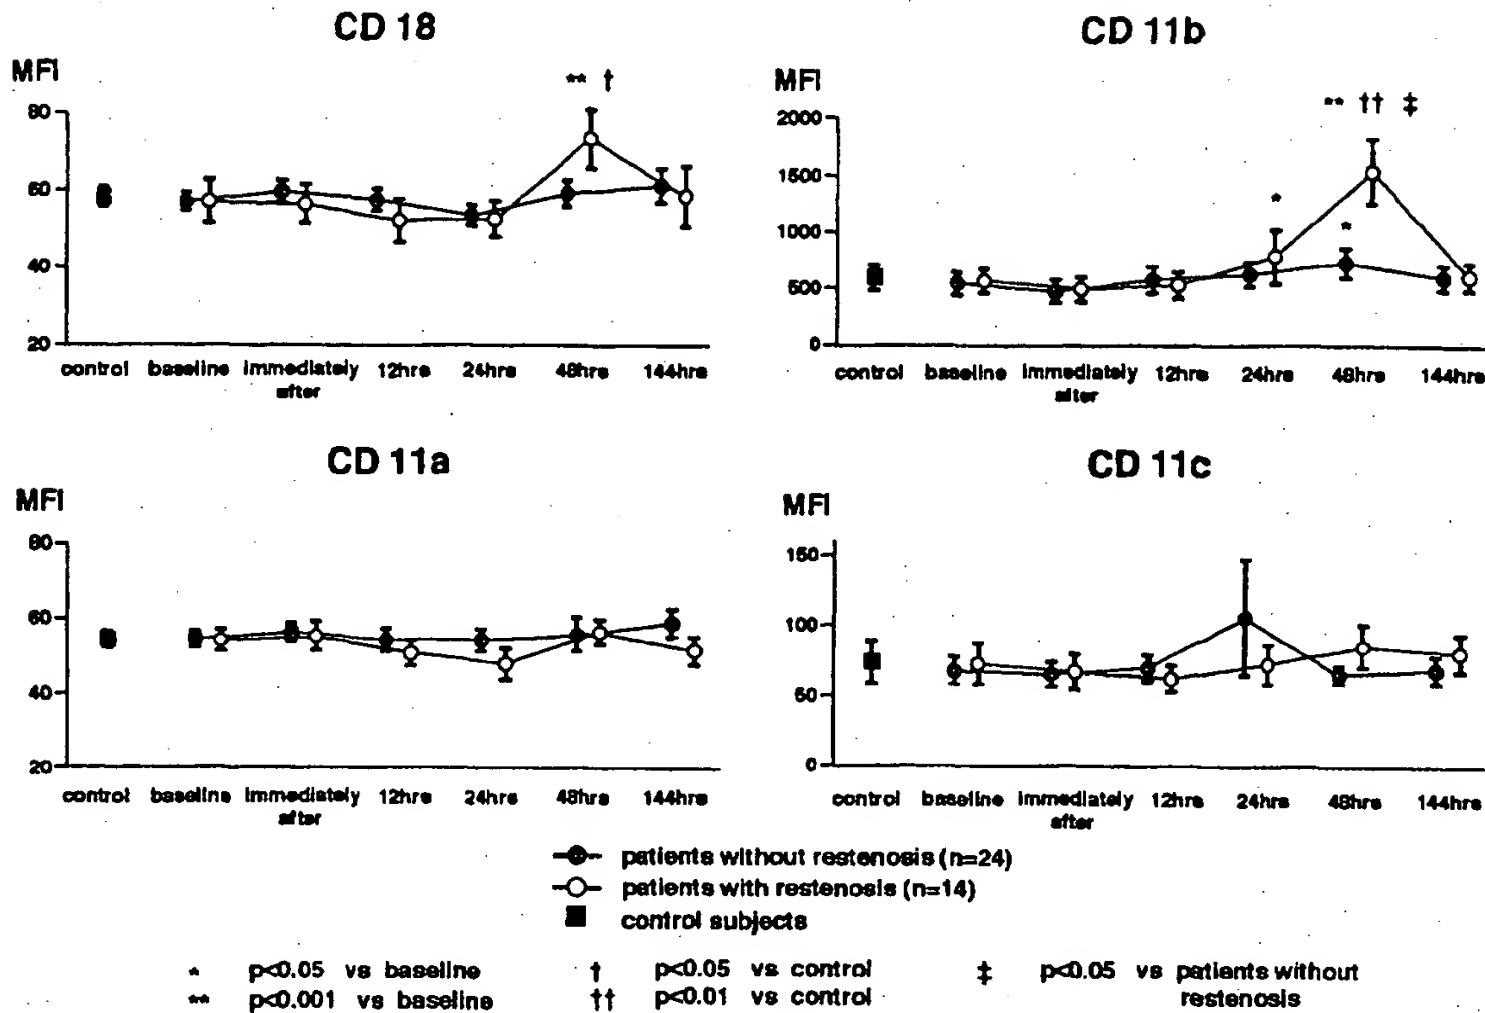 CD 18
MFI
80
60
40
20
control baseline immediately after 12hrs 24hrs 48hrs 144hrs
** †
CD 11b
MFI
2000
1500
1000
500
0
control baseline immediately after 12hrs 24hrs 48hrs 144hrs
*
*
** †† ‡
CD 11a
MFI
80
60
40
20
control baseline immediately after 12hrs 24hrs 48hrs 144hrs
CD 11c
MFI
150
100
50
0
control baseline immediately after 12hrs 24hrs 48hrs 144hrs
patients without restenosis (n=24)
patients with restenosis (n=14)
control subjects
* p<0.05 vs baseline † p<0.05 vs control ‡ p<0.05 vs patients without
** p<0.001 vs baseline †† p<0.01 vs control restenosis